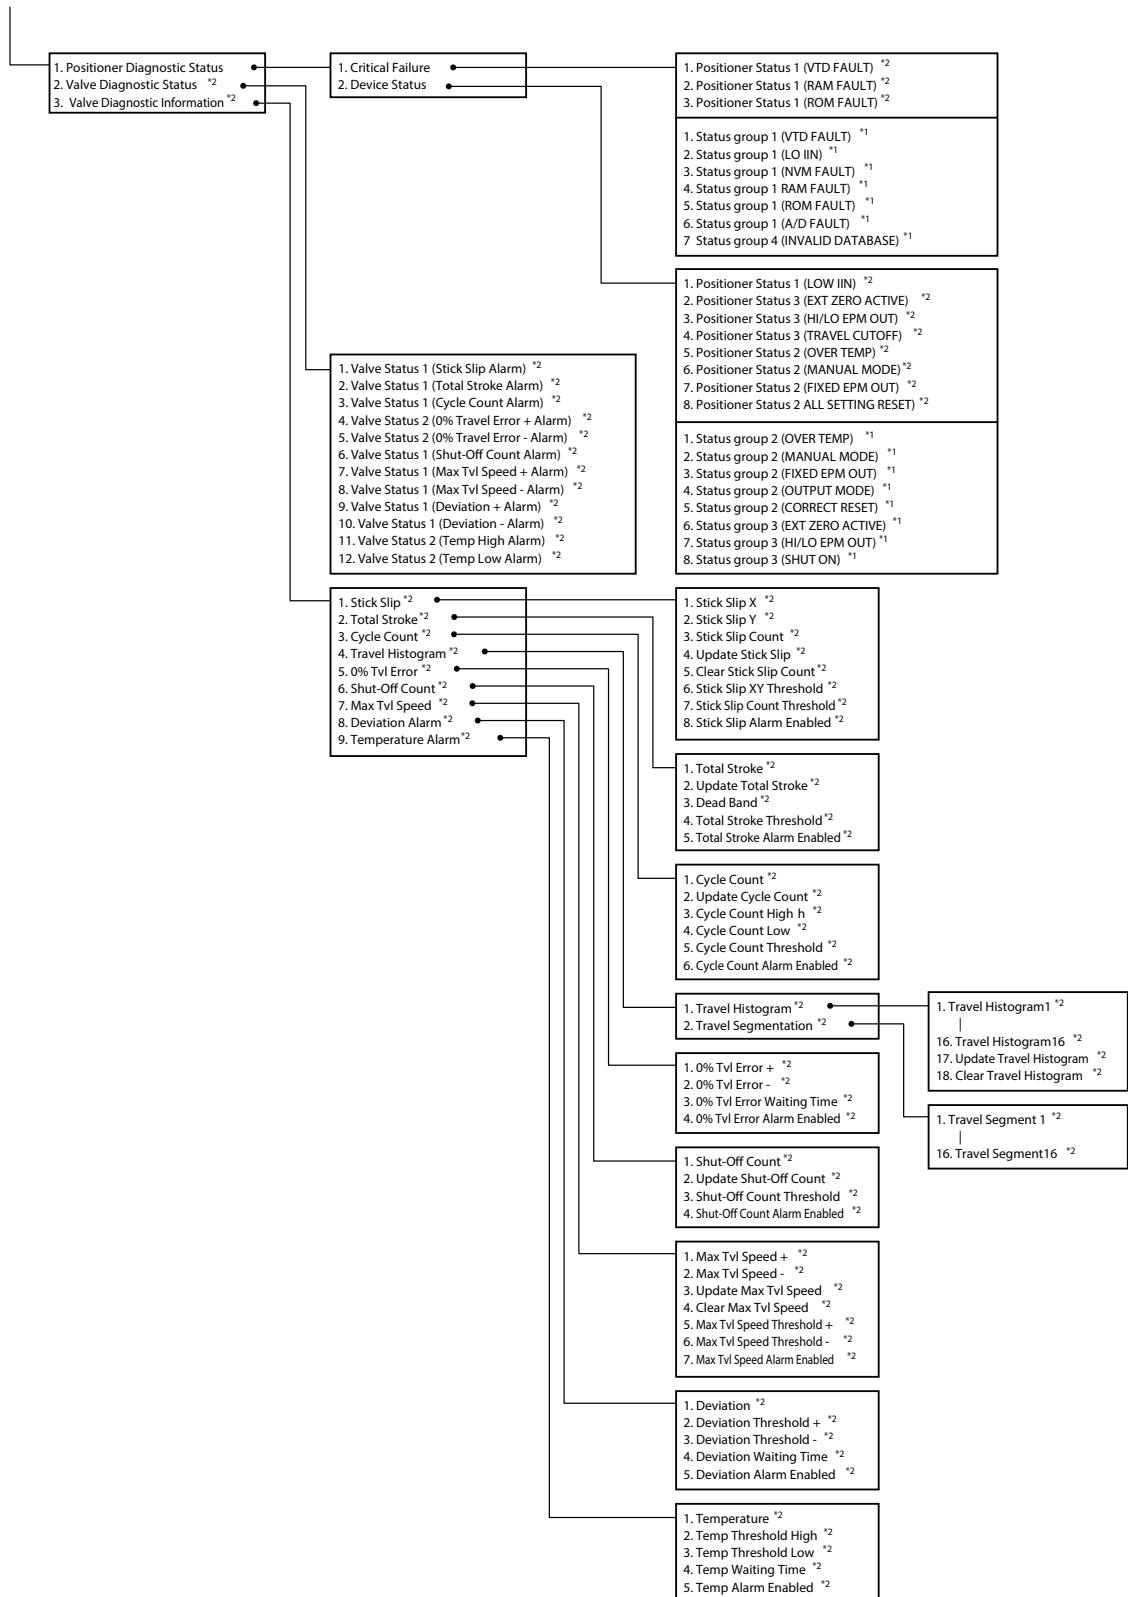 1. Positioner Diagnostic Status
2. Valve Diagnostic Status *2
3. Valve Diagnostic Information *2
1. Critical Failure
2. Device Status
1. Positioner Status 1 (VTD FAULT) *2
2. Positioner Status 1 (RAM FAULT) *2
3. Positioner Status 1 (ROM FAULT) *2
1. Status group 1 (VTD FAULT) *1
2. Status group 1 (LO IIN) *1
3. Status group 1 (NVM FAULT) *1
4. Status group 1 RAM FAULT) *1
5. Status group 1 (ROM FAULT) *1
6. Status group 1 (A/D FAULT) *1
7 Status group 4 (INVALID DATABASE) *1
1. Positioner Status 1 (LOW IIN) *2
2. Positioner Status 3 (EXT ZERO ACTIVE) *2
3. Positioner Status 3 (HI/LO EPM OUT) *2
4. Positioner Status 3 (TRAVEL CUTOFF) *2
5. Positioner Status 2 (OVER TEMP) *2
6. Positioner Status 2 (MANUAL MODE) *2
7. Positioner Status 2 (FIXED EPM OUT) *2
8. Positioner Status 2 ALL SETTING RESET) *2
1. Status group 2 (OVER TEMP) *1
2. Status group 2 (MANUAL MODE) *1
3. Status group 2 (FIXED EPM OUT) *1
4. Status group 2 (OUTPUT MODE) *1
5. Status group 2 (CORRECT RESET) *1
6. Status group 3 (EXT ZERO ACTIVE) *1
7. Status group 3 (HI/LO EPM OUT) *1
8. Status group 3 (SHUT ON) *1
1. Valve Status 1 (Stick Slip Alarm) *2
2. Valve Status 1 (Total Stroke Alarm) *2
3. Valve Status 1 (Cycle Count Alarm) *2
4. Valve Status 2 (0% Travel Error + Alarm) *2
5. Valve Status 2 (0% Travel Error - Alarm) *2
6. Valve Status 1 (Shut-Off Count Alarm) *2
7. Valve Status 1 (Max Tvl Speed + Alarm) *2
8. Valve Status 1 (Max Tvl Speed - Alarm) *2
9. Valve Status 1 (Deviation + Alarm) *2
10. Valve Status 1 (Deviation - Alarm) *2
11. Valve Status 2 (Temp High Alarm) *2
12. Valve Status 2 (Temp Low Alarm) *2
1. Stick Slip *2
2. Total Stroke *2
3. Cycle Count *2
4. Travel Histogram *2
5. 0% Tvl Error *2
6. Shut-Off Count *2
7. Max Tvl Speed *2
8. Deviation Alarm *2
9. Temperature Alarm *2
1. Stick Slip X *2
2. Stick Slip Y *2
3. Stick Slip Count *2
4. Update Stick Slip *2
5. Clear Stick Slip Count *2
6. Stick Slip XY Threshold *2
7. Stick Slip Count Threshold *2
8. Stick Slip Alarm Enabled *2
1. Total Stroke *2
2. Update Total Stroke *2
3. Dead Band *2
4. Total Stroke Threshold *2
5. Total Stroke Alarm Enabled *2
1. Cycle Count *2
2. Update Cycle Count *2
3. Cycle Count High h *2
4. Cycle Count Low *2
5. Cycle Count Threshold *2
6. Cycle Count Alarm Enabled *2
1. Travel Histogram *2
2. Travel Segmentation *2
1. Travel Histogram1 *2
|
16. Travel Histogram16 *2
17. Update Travel Histogram *2
18. Clear Travel Histogram *2
1. Travel Segment 1 *2
|
16. Travel Segment16 *2
1. 0% Tvl Error + *2
2. 0% Tvl Error - *2
3. 0% Tvl Error Waiting Time *2
4. 0% Tvl Error Alarm Enabled *2
1. Shut-Off Count *2
2. Update Shut-Off Count *2
3. Shut-Off Count Threshold *2
4. Shut-Off Count Alarm Enabled *2
1. Max Tvl Speed + *2
2. Max Tvl Speed - *2
3. Update Max Tvl Speed *2
4. Clear Max Tvl Speed *2
5. Max Tvl Speed Threshold + *2
6. Max Tvl Speed Threshold - *2
7. Max Tvl Speed Alarm Enabled *2
1. Deviation *2
2. Deviation Threshold + *2
3. Deviation Threshold - *2
4. Deviation Waiting Time *2
5. Deviation Alarm Enabled *2
1. Temperature *2
2. Temp Threshold High *2
3. Temp Threshold Low *2
4. Temp Waiting Time *2
5. Temp Alarm Enabled *2